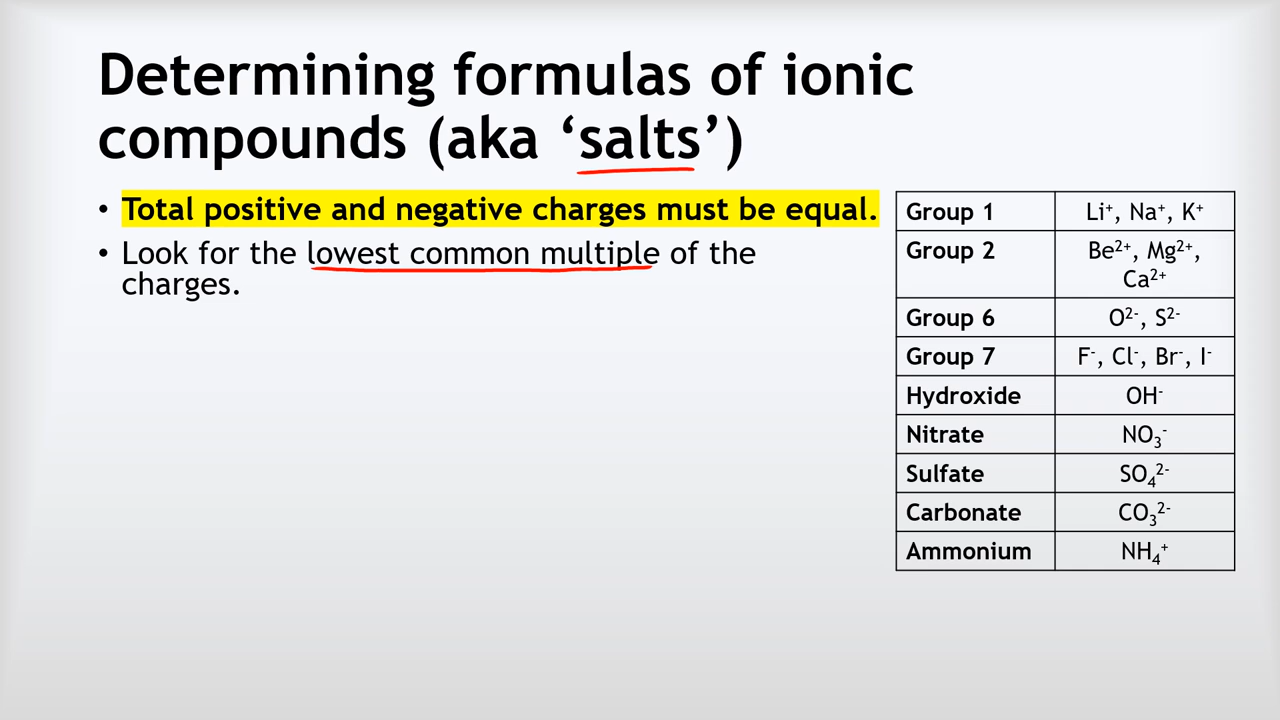 Determining formulas of ionic
compounds (aka ‘salts’)
• Total positive and negative charges must be equal.
• Look for the lowest common multiple of the
charges.
Group 1 Li⁺, Na⁺, K⁺
Group 2 Be²⁺, Mg²⁺,
Ca²⁺
Group 6 O²⁻, S²⁻
Group 7 F⁻, Cl⁻, Br⁻, I⁻
Hydroxide OH⁻
Nitrate NO₃⁻
Sulfate SO₄²⁻
Carbonate CO₃²⁻
Ammonium NH₄⁺